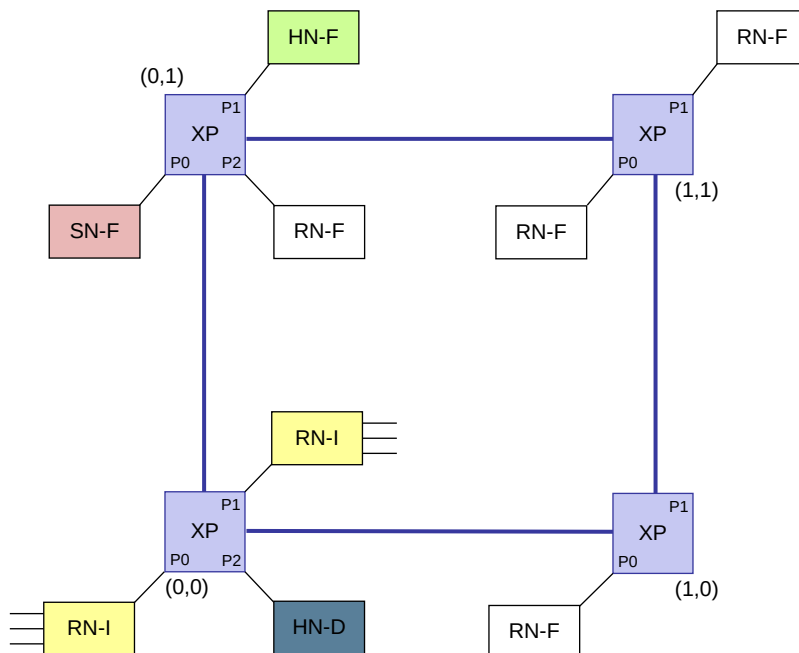 HN-F
RN-F
(0,1)
P1
XP
P0 P2
P1
XP
P0
(1,1)
SN-F
RN-F
RN-F
RN-I
P1
XP
P0 P2
(0,0)
P1
XP
P0
(1,0)
RN-I
HN-D
RN-F